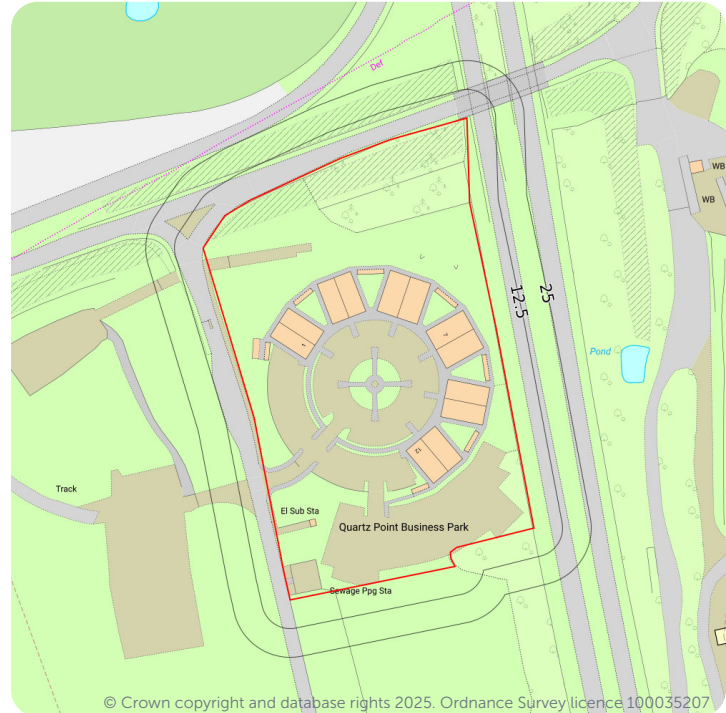 Def
WB
WB
25
12.5
Pond
Track
El Sub Sta
Quartz Point Business Park
Sewage Ppg Sta
© Crown copyright and database rights 2025. Ordnance Survey licence 100035207